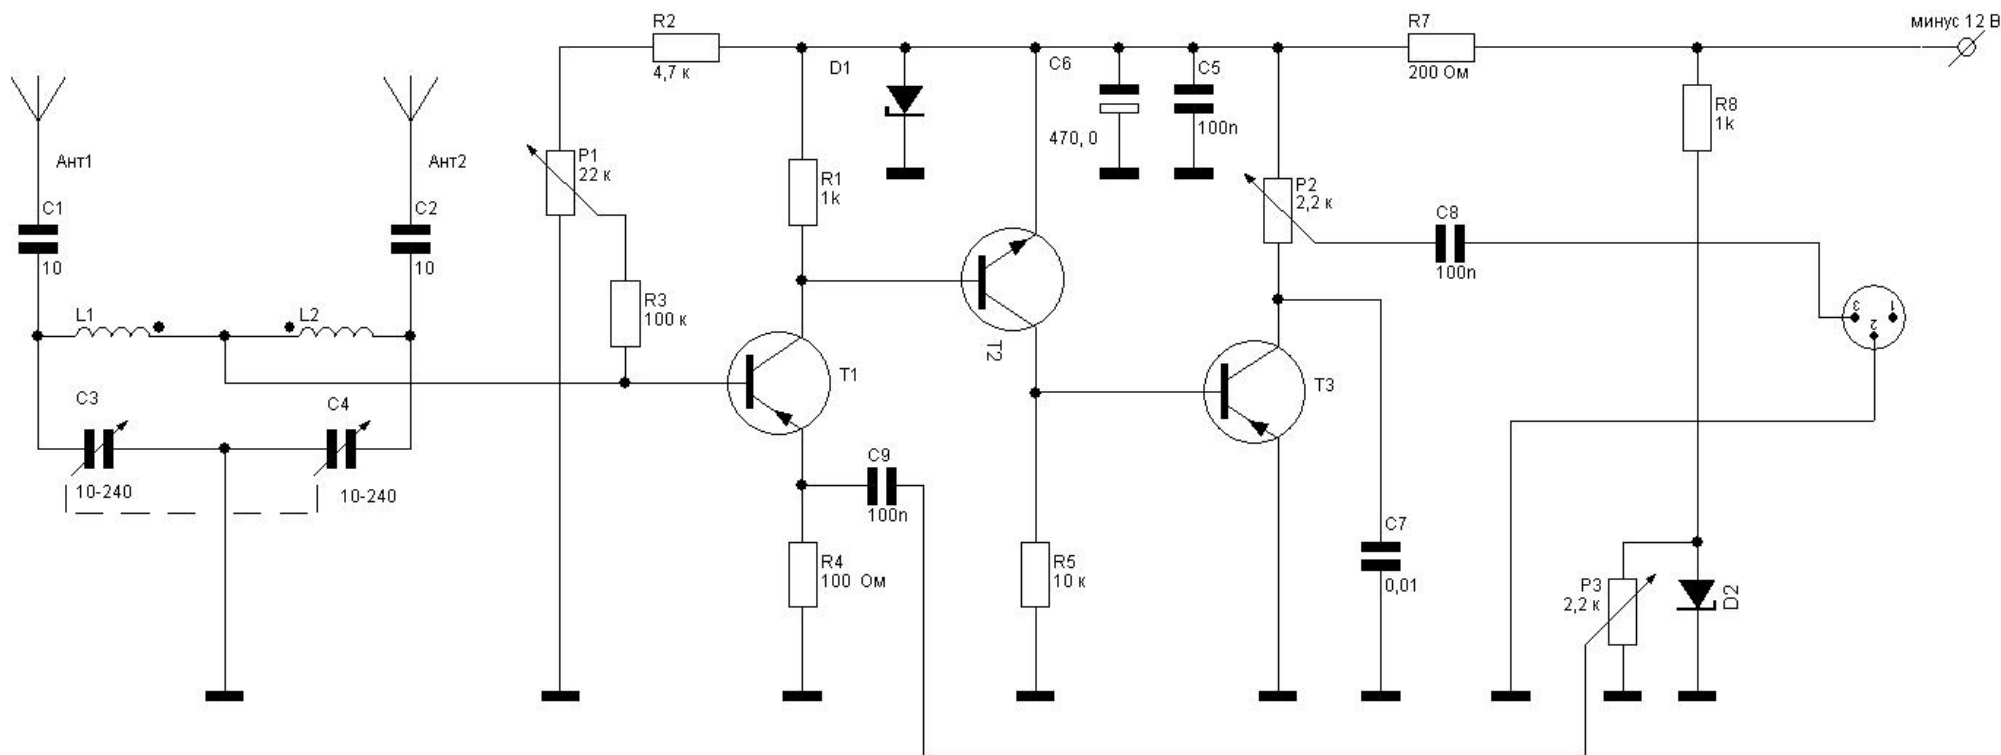 R2
4,7 к
R7
200 Ом
минус 12 В
D1
C6
470, 0
C5
100n
R8
1k
Ант1
Ант2
P1
22 к
R1
1k
P2
2,2 к
C1
10
C2
10
C8
100n
R3
100 к
L1
L2
T2
3
2
1
T1
T3
C3
10-240
C4
10-240
C9
100n
R4
100 Ом
R5
10 к
C7
0,01
P3
2,2 к
D2